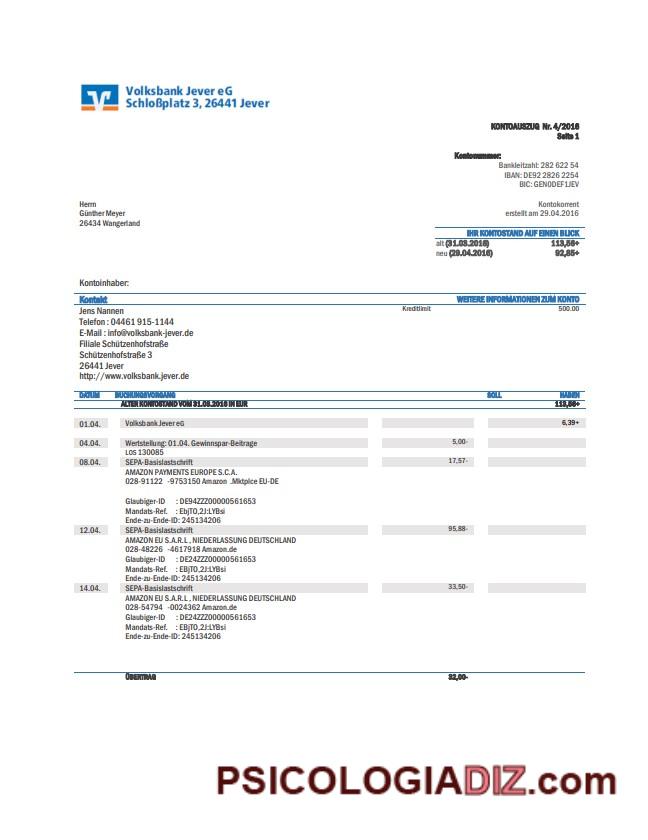 Volksbank Jever eG
Schloßplatz 3, 26441 Jever
KONTOAUSZUG Nr. 4/2016
Seite 1
Kontonummer:
Bankleitzahl: 282 622 54
IBAN: DE92 2826 2254
BIC: GENODEF1JEV
Herrn
Günther Meyer
26434 Wangerland
Kontokorrent
erstellt am 29.04.2016
IHR KONTOSTAND AUF EINEN BLICK
alt (31.03.2016) 113,56+
neu (29.04.2016) 92,85+
Kontoinhaber:
Kontakt WEITERE INFORMATIONEN ZUM KONTO
Jens Nannen Kreditlimit 500.00
Telefon : 04461 915-1144
E-Mail : info@volksbank-jever.de
Filiale Schützenhofstraße
Schützenhofstraße 3
26441 Jever
http://www.volksbank.jever.de
DATUM BUCHUNGSVORGANG SOLL HABEN
ALTER KONTOSTAND VOM 31.03.2016 IN EUR 113,56+
01.04. Volksbank Jever eG 6,39+
04.04. Wertstellung: 01.04. Gewinnspar-Beitrage 5,00-
LOS 130085
08.04. SEPA-Basislastschrift 17,57-
AMAZON PAYMENTS EUROPE S.C.A.
028-91122 -9753150 Amazon .Mktplce EU-DE
Glaubiger-ID : DE94ZZZ00000561653
Mandats-Ref. : EbjTO,2J:LYBsi
Ende-zu-Ende-ID: 245134206
12.04. SEPA-Basislastschrift 95,88-
AMAZON EU S.A.R.L , NIEDERLASSUNG DEUTSCHLAND
028-48226 -4617918 Amazon.de
Glaubiger-ID : DE24ZZZ00000561653
Mandats-Ref. : EBjTO,2J:LYBsi
Ende-zu-Ende-ID: 245134206
14.04. SEPA-Basislastschrift 33,50-
AMAZON EU S.A.R.L , NIEDERLASSUNG DEUTSCHLAND
028-54794 -0024362 Amazon.de
Glaubiger-ID : DE24ZZZ00000561653
Mandats-Ref. : EBjTO,2J:LYBsi
Ende-zu-Ende-ID: 245134206
ÜBERTRAG 32,00-
PSICOLOGIADIZ.com